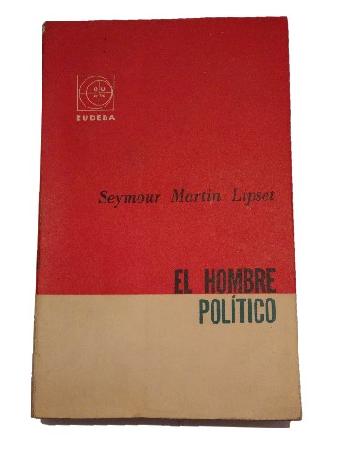 EUDEBA
Seymour Martin Lipset
EL HOMBRE
POLÍTICO